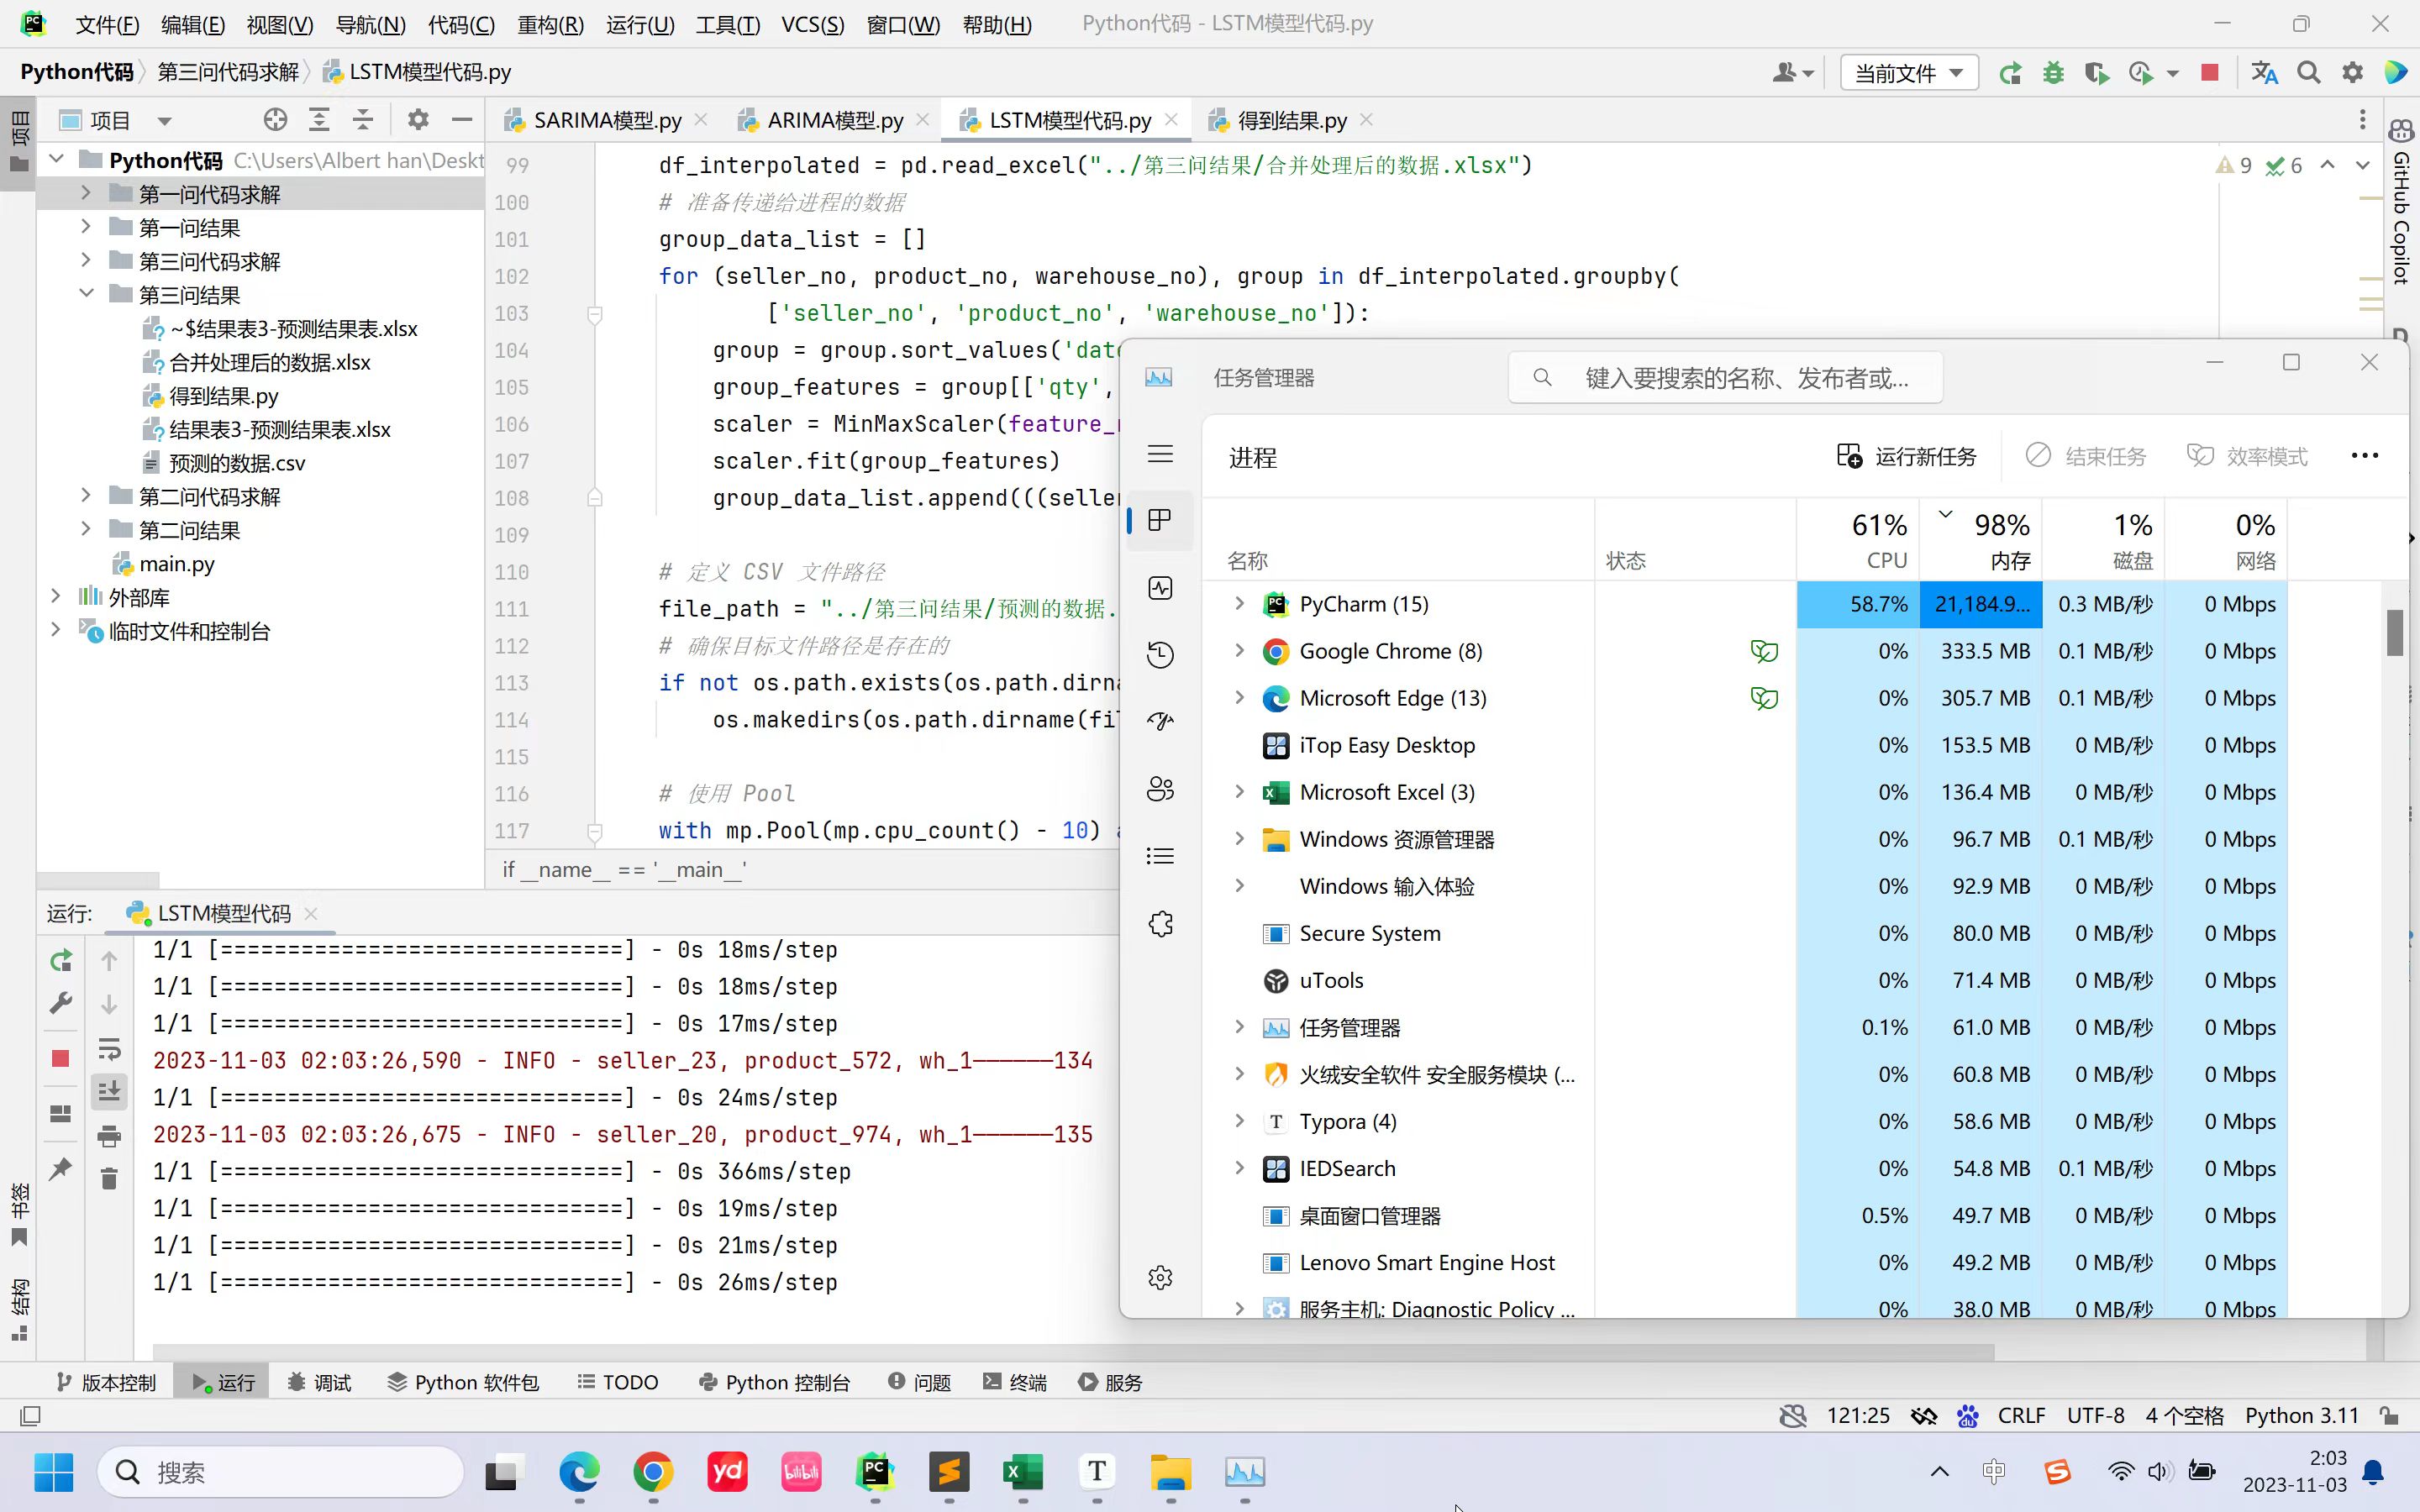 文件(F) 编辑(E) 视图(V) 导航(N) 代码(C) 重构(R) 运行(U) 工具(T) VCS(S) 窗口(W) 帮助(H) Python代码 - LSTM模型代码.py
Python代码 第三问代码求解 LSTM模型代码.py 当前文件
项目
项目
SARIMA模型.py ARIMA模型.py LSTM模型代码.py 得到结果.py
Python代码 C:\Users\Albert han\Deskt
第一问代码求解
第一问结果
第三问代码求解
第三问结果
~$结果表3-预测结果表.xlsx
合并处理后的数据.xlsx
得到结果.py
结果表3-预测结果表.xlsx
预测的数据.csv
第二问代码求解
第二问结果
main.py
外部库
临时文件和控制台
99 df_interpolated = pd.read_excel("../第三问结果/合并处理后的数据.xlsx")
9 6
100 # 准备传递给进程的数据
101 group_data_list = []
102 for (seller_no, product_no, warehouse_no), group in df_interpolated.groupby(
103 ['seller_no', 'product_no', 'warehouse_no']):
104 group = group.sort_values('date
105 group_features = group[['qty',
106 scaler = MinMaxScaler(feature_r
107 scaler.fit(group_features)
108 group_data_list.append(((seller
109
110 # 定义 CSV 文件路径
111 file_path = "../第三问结果/预测的数据.
112 # 确保目标文件路径是存在的
113 if not os.path.exists(os.path.dirna
114 os.makedirs(os.path.dirname(fil
115
116 # 使用 Pool
117 with mp.Pool(mp.cpu_count() - 10) a
if __name__ == '__main__'
GitHub Copilot
任务管理器 键入要搜索的名称、发布者或...
进程 运行新任务 结束任务 效率模式
61% 98% 1% 0%
名称 状态 CPU 内存 磁盘 网络
PyCharm (15) 58.7% 21,184.9... 0.3 MB/秒 0 Mbps
Google Chrome (8) 0% 333.5 MB 0.1 MB/秒 0 Mbps
Microsoft Edge (13) 0% 305.7 MB 0.1 MB/秒 0 Mbps
iTop Easy Desktop 0% 153.5 MB 0 MB/秒 0 Mbps
Microsoft Excel (3) 0% 136.4 MB 0 MB/秒 0 Mbps
Windows 资源管理器 0% 96.7 MB 0.1 MB/秒 0 Mbps
Windows 输入体验 0% 92.9 MB 0 MB/秒 0 Mbps
Secure System 0% 80.0 MB 0 MB/秒 0 Mbps
uTools 0% 71.4 MB 0 MB/秒 0 Mbps
任务管理器 0.1% 61.0 MB 0 MB/秒 0 Mbps
火绒安全软件 安全服务模块 (... 0% 60.8 MB 0 MB/秒 0 Mbps
Typora (4) 0% 58.6 MB 0 MB/秒 0 Mbps
IEDSearch 0% 54.8 MB 0.1 MB/秒 0 Mbps
桌面窗口管理器 0.5% 49.7 MB 0 MB/秒 0 Mbps
Lenovo Smart Engine Host 0% 49.2 MB 0 MB/秒 0 Mbps
服务主机: Diagnostic Policy ... 0% 38.0 MB 0 MB/秒 0 Mbps
运行: LSTM模型代码
1/1 [==============================] - 0s 18ms/step
1/1 [==============================] - 0s 18ms/step
1/1 [==============================] - 0s 17ms/step
2023-11-03 02:03:26,590 - INFO - seller_23, product_572, wh_1——————134
1/1 [==============================] - 0s 24ms/step
2023-11-03 02:03:26,675 - INFO - seller_20, product_974, wh_1——————135
1/1 [==============================] - 0s 366ms/step
1/1 [==============================] - 0s 19ms/step
1/1 [==============================] - 0s 21ms/step
1/1 [==============================] - 0s 26ms/step
书签
结构
版本控制 运行 调试 Python 软件包 TODO Python 控制台 问题 终端 服务
121:25 CRLF UTF-8 4 个空格 Python 3.11
搜索
yd
bilibili
中
2:03
2023-11-03